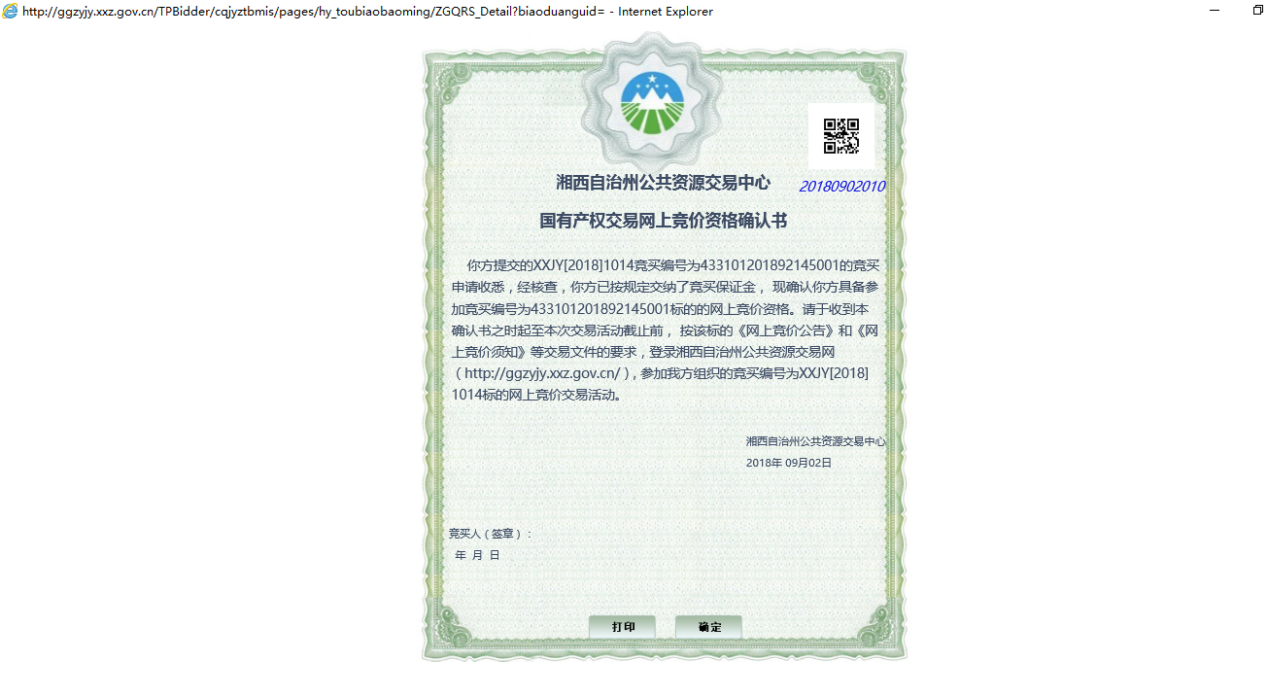 http://ggzyjy.xxz.gov.cn/TPBidder/cqjyztbmis/pages/hy_toubiaobaoming/ZGQRS_Detail?biaoduanguid= - Internet Explorer
湘西自治州公共资源交易中心
20180902010
国有产权交易网上竞价资格确认书
你方提交的XXJY[2018]1014竞买编号为433101201892145001的竞买
申请收悉，经核查，你方已按规定交纳了竞买保证金， 现确认你方具备参
加竞买编号为433101201892145001标的的网上竞价资格。请于收到本
确认书之时起至本次交易活动截止前， 按该标的《网上竞价公告》和《网
上竞价须知》等交易文件的要求，登录湘西自治州公共资源交易网
（ http://ggzyjy.xxz.gov.cn/ ），参加我方组织的竞买编号为XXJY[2018]
1014标的网上竞价交易活动。
湘西自治州公共资源交易中心
2018年 09月02日
竞买人（签章）：
年 月 日
打印 确定